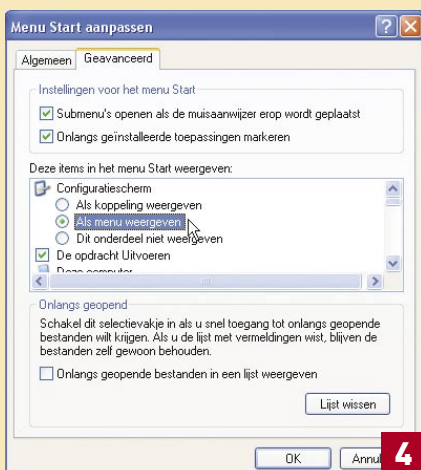 Menu Start aanpassen
Algemeen Geavanceerd
Instellingen voor het menu Start
Submenu's openen als de muisaanwijzer erop wordt geplaatst
Onlangs geïnstalleerde toepassingen markeren
Deze items in het menu Start weergeven:
Configuratiescherm
Als koppeling weergeven
Als menu weergeven
Dit onderdeel niet weergeven
De opdracht Uitvoeren
Deze computer
Onlangs geopend
Schakel dit selectievakje in als u snel toegang tot onlangs geopende
bestanden wilt krijgen. Als u de lijst met vermeldingen wist, blijven de
bestanden zelf gewoon behouden.
Onlangs geopende bestanden in een lijst weergeven
Lijst wissen
OK Annul
4